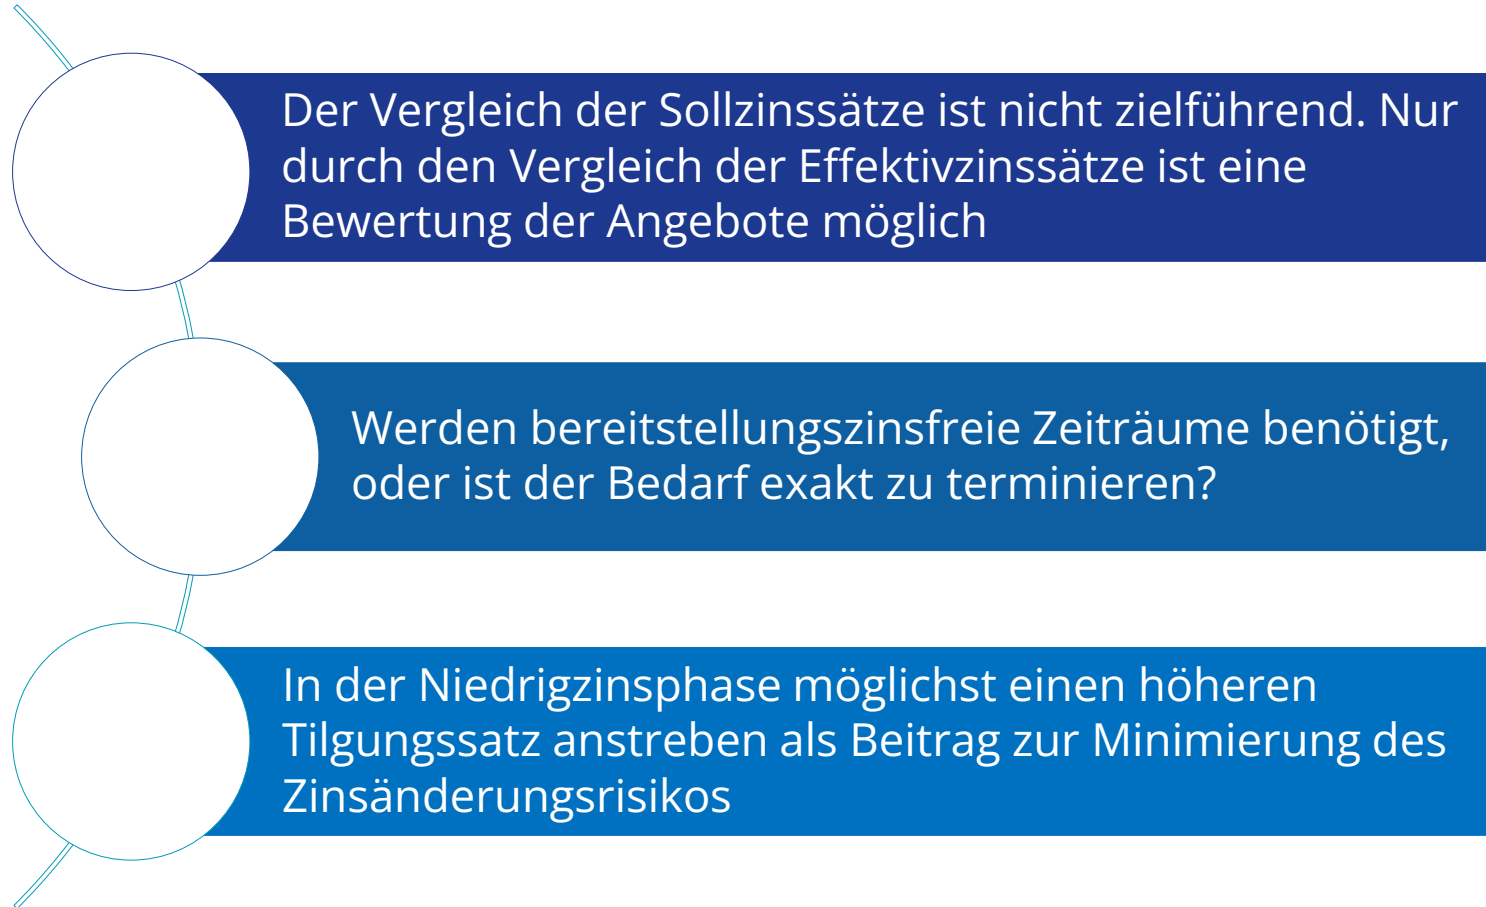 Der Vergleich der Sollzinssätze ist nicht zielführend. Nur
durch den Vergleich der Effektivzinssätze ist eine
Bewertung der Angebote möglich
Werden bereitstellungszinsfreie Zeiträume benötigt,
oder ist der Bedarf exakt zu terminieren?
In der Niedrigzinsphase möglichst einen höheren
Tilgungssatz anstreben als Beitrag zur Minimierung des
Zinsänderungsrisikos